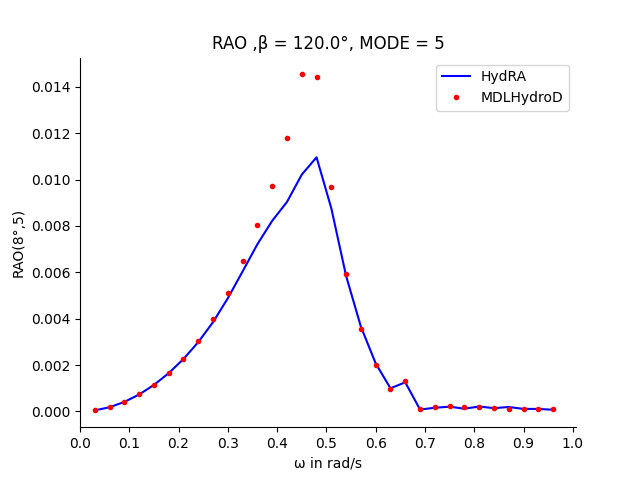 RAO ,β = 120.0°, MODE = 5
HydRA
MDLHydroD
0.014
0.012
0.010
0.008
0.006
0.004
0.002
0.000
RAO(8°,5)
0.0 0.1 0.2 0.3 0.4 0.5 0.6 0.7 0.8 0.9 1.0
ω in rad/s